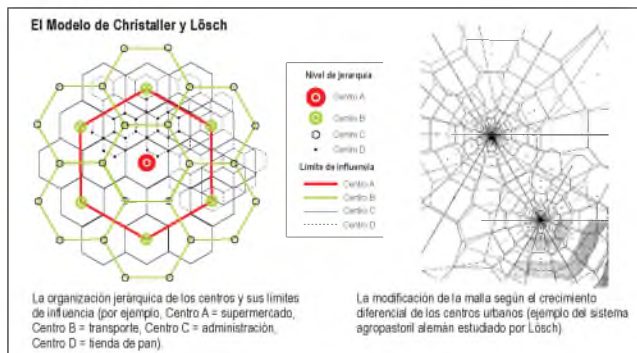 El Modelo de Christaller y Lösch
Nivel de jerarquía
Centro A
Centro B
Centro C
Centro D
Límite de influencia
Centro A
Centro B
Centro C
Centro D
La organización jerárquica de los centros y sus límites
de influencia (por ejemplo, Centro A = supermercado,
Centro B = transporte, Centro C = administración,
Centro D = tienda de pan).
La modificación de la malla según el crecimiento
diferencial de los centros urbanos (ejemplo del sistema
agropastoril alemán estudiado por Lösch)